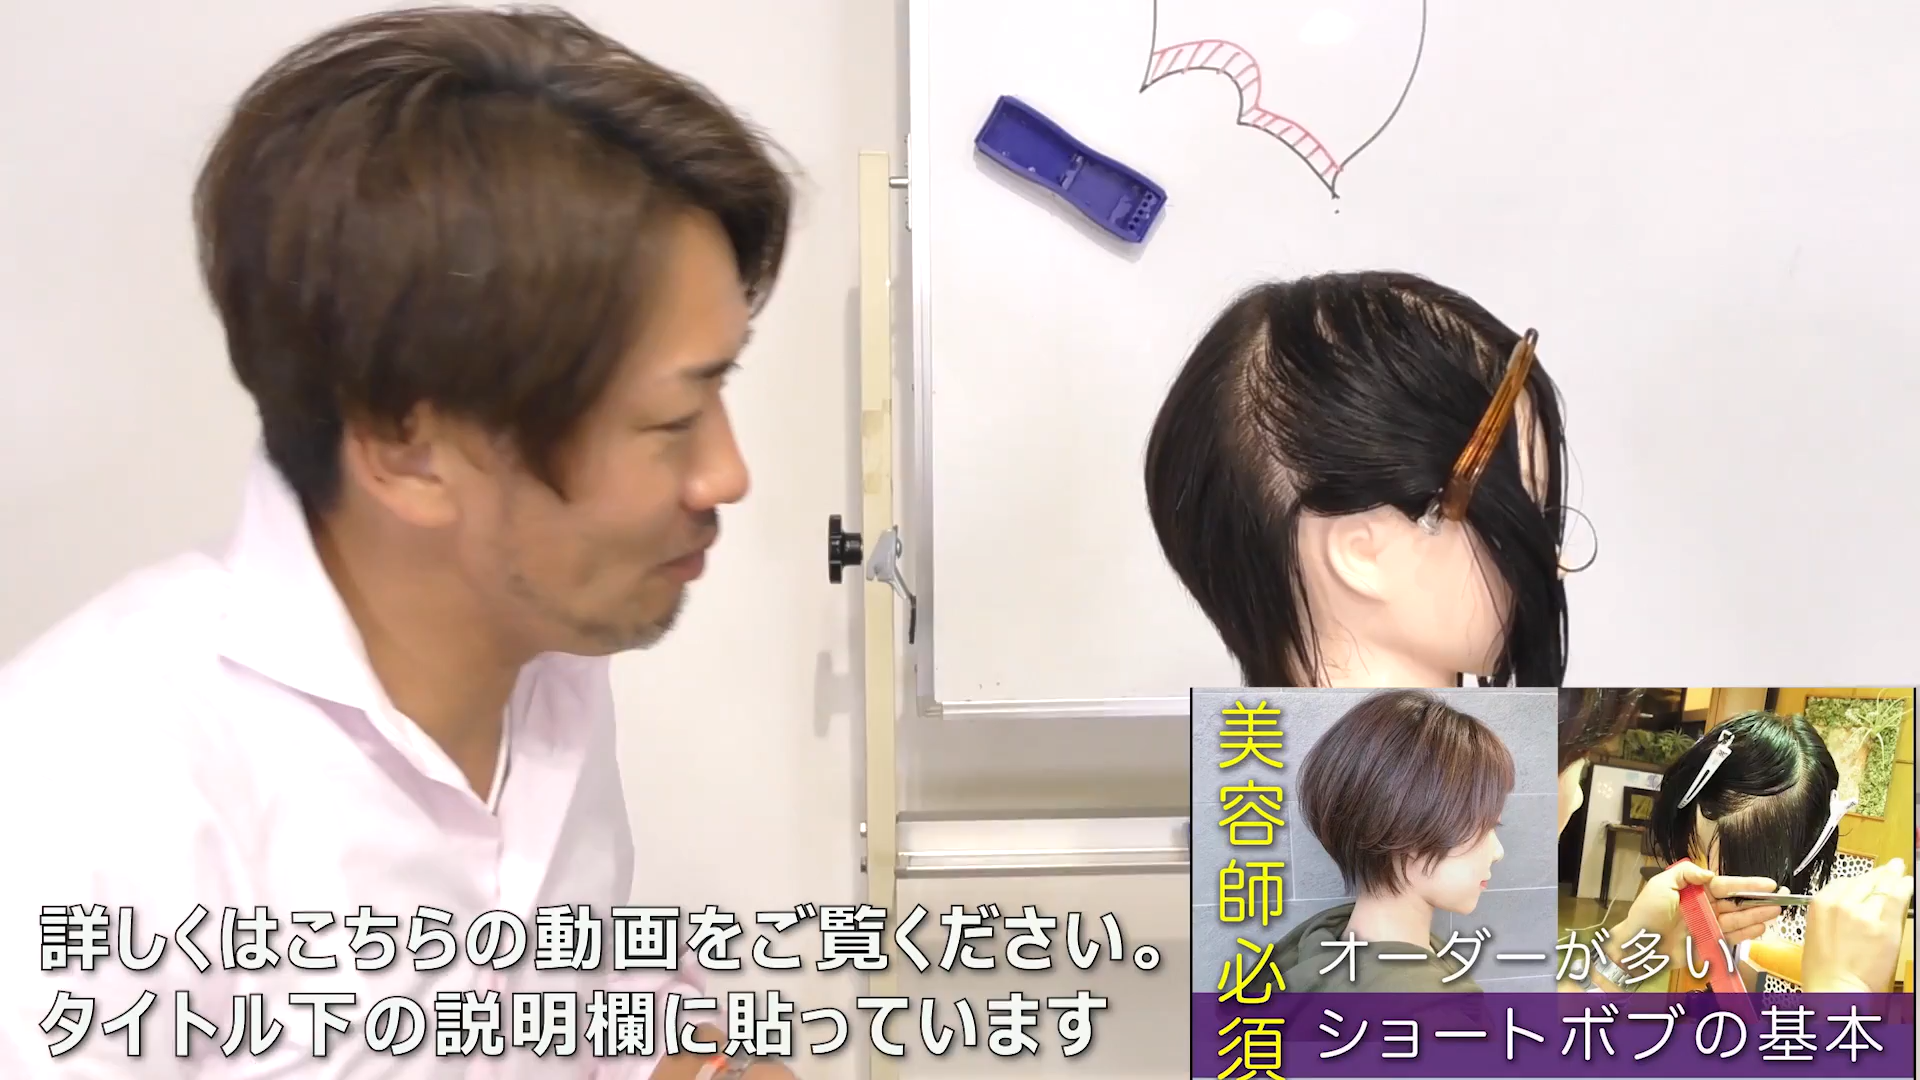 詳しくはこちらの動画をご覧ください。
タイトル下の説明欄に貼っています
美容師必須
オーダーが多い
ショートボブの基本